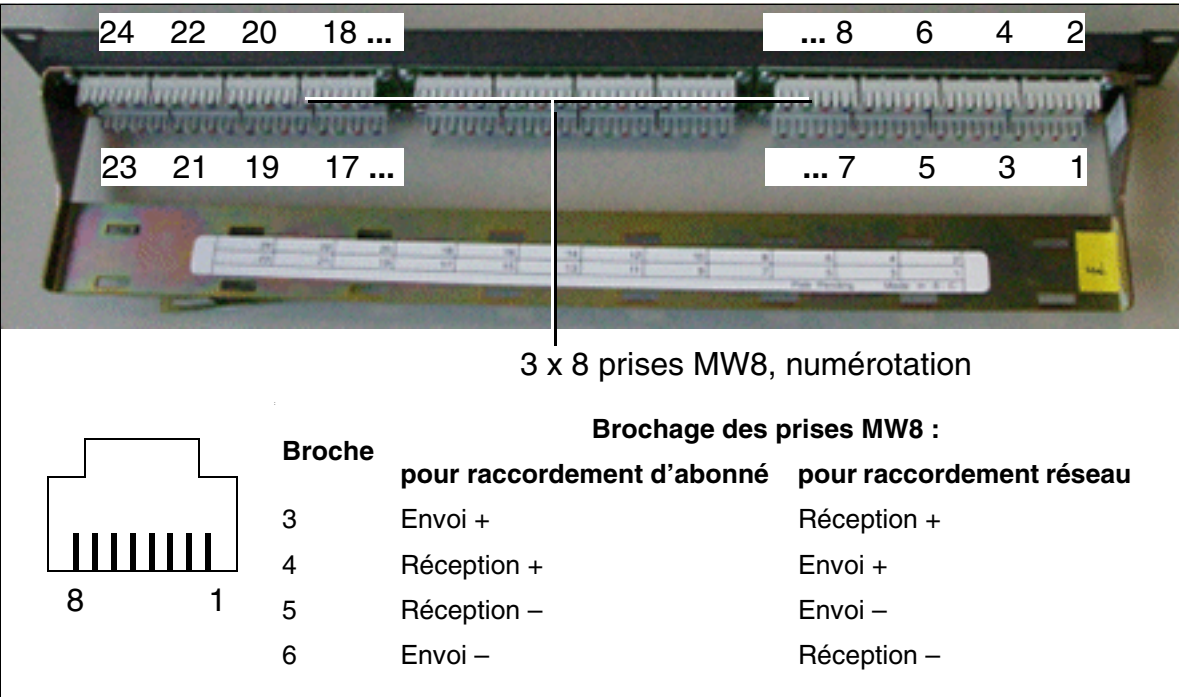 24 22 20 18 ...
... 8 6 4 2
23 21 19 17 ...
... 7 5 3 1
3 x 8 prises MW8, numérotation
Brochage des prises MW8 :
Broche
pour raccordement d'abonné pour raccordement réseau
3 Envoi + Réception +
4 Réception + Envoi +
5 Réception – Envoi –
6 Envoi – Réception –
8 1